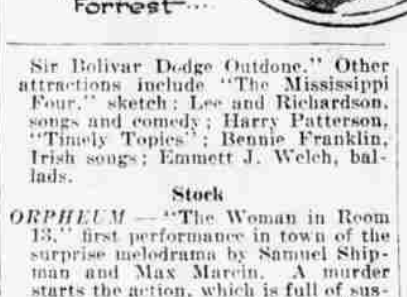 Forrest...
Sir Bolivar Dodge Outdone." Other
attractions include "The Mississippi
Four," sketch; Lee and Richardson,
songs and comedy; Harry Patterson,
"Timely Topics"; Bennie Franklin,
Irish songs; Emmett J. Welch, bal-
lads.
Stock
ORPHEUM — "The Woman in Room
13," first performance in town of the
surprise melodrama by Samuel Ship-
man and Max Marcin. A murder
starts the action, which is full of sus-